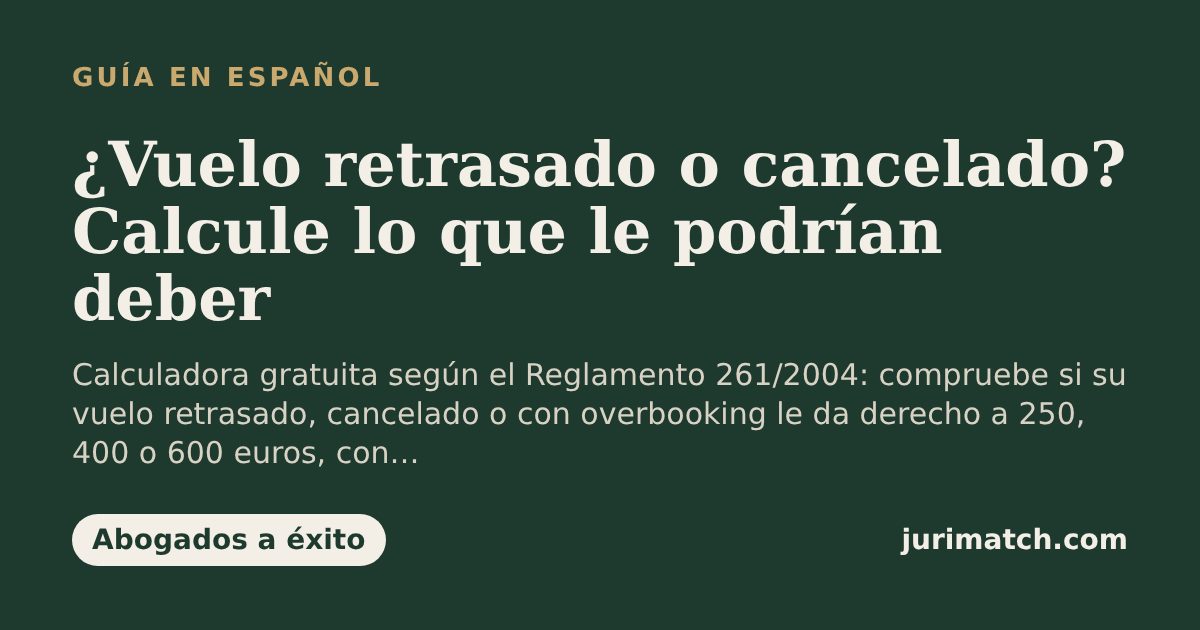 GUÍA EN ESPAÑOL
¿Vuelo retrasado o cancelado?
Calcule lo que le podrían
deber
Calculadora gratuita según el Reglamento 261/2004: compruebe si su
vuelo retrasado, cancelado o con overbooking le da derecho a 250,
400 o 600 euros, con...
Abogados a éxito
jurimatch.com